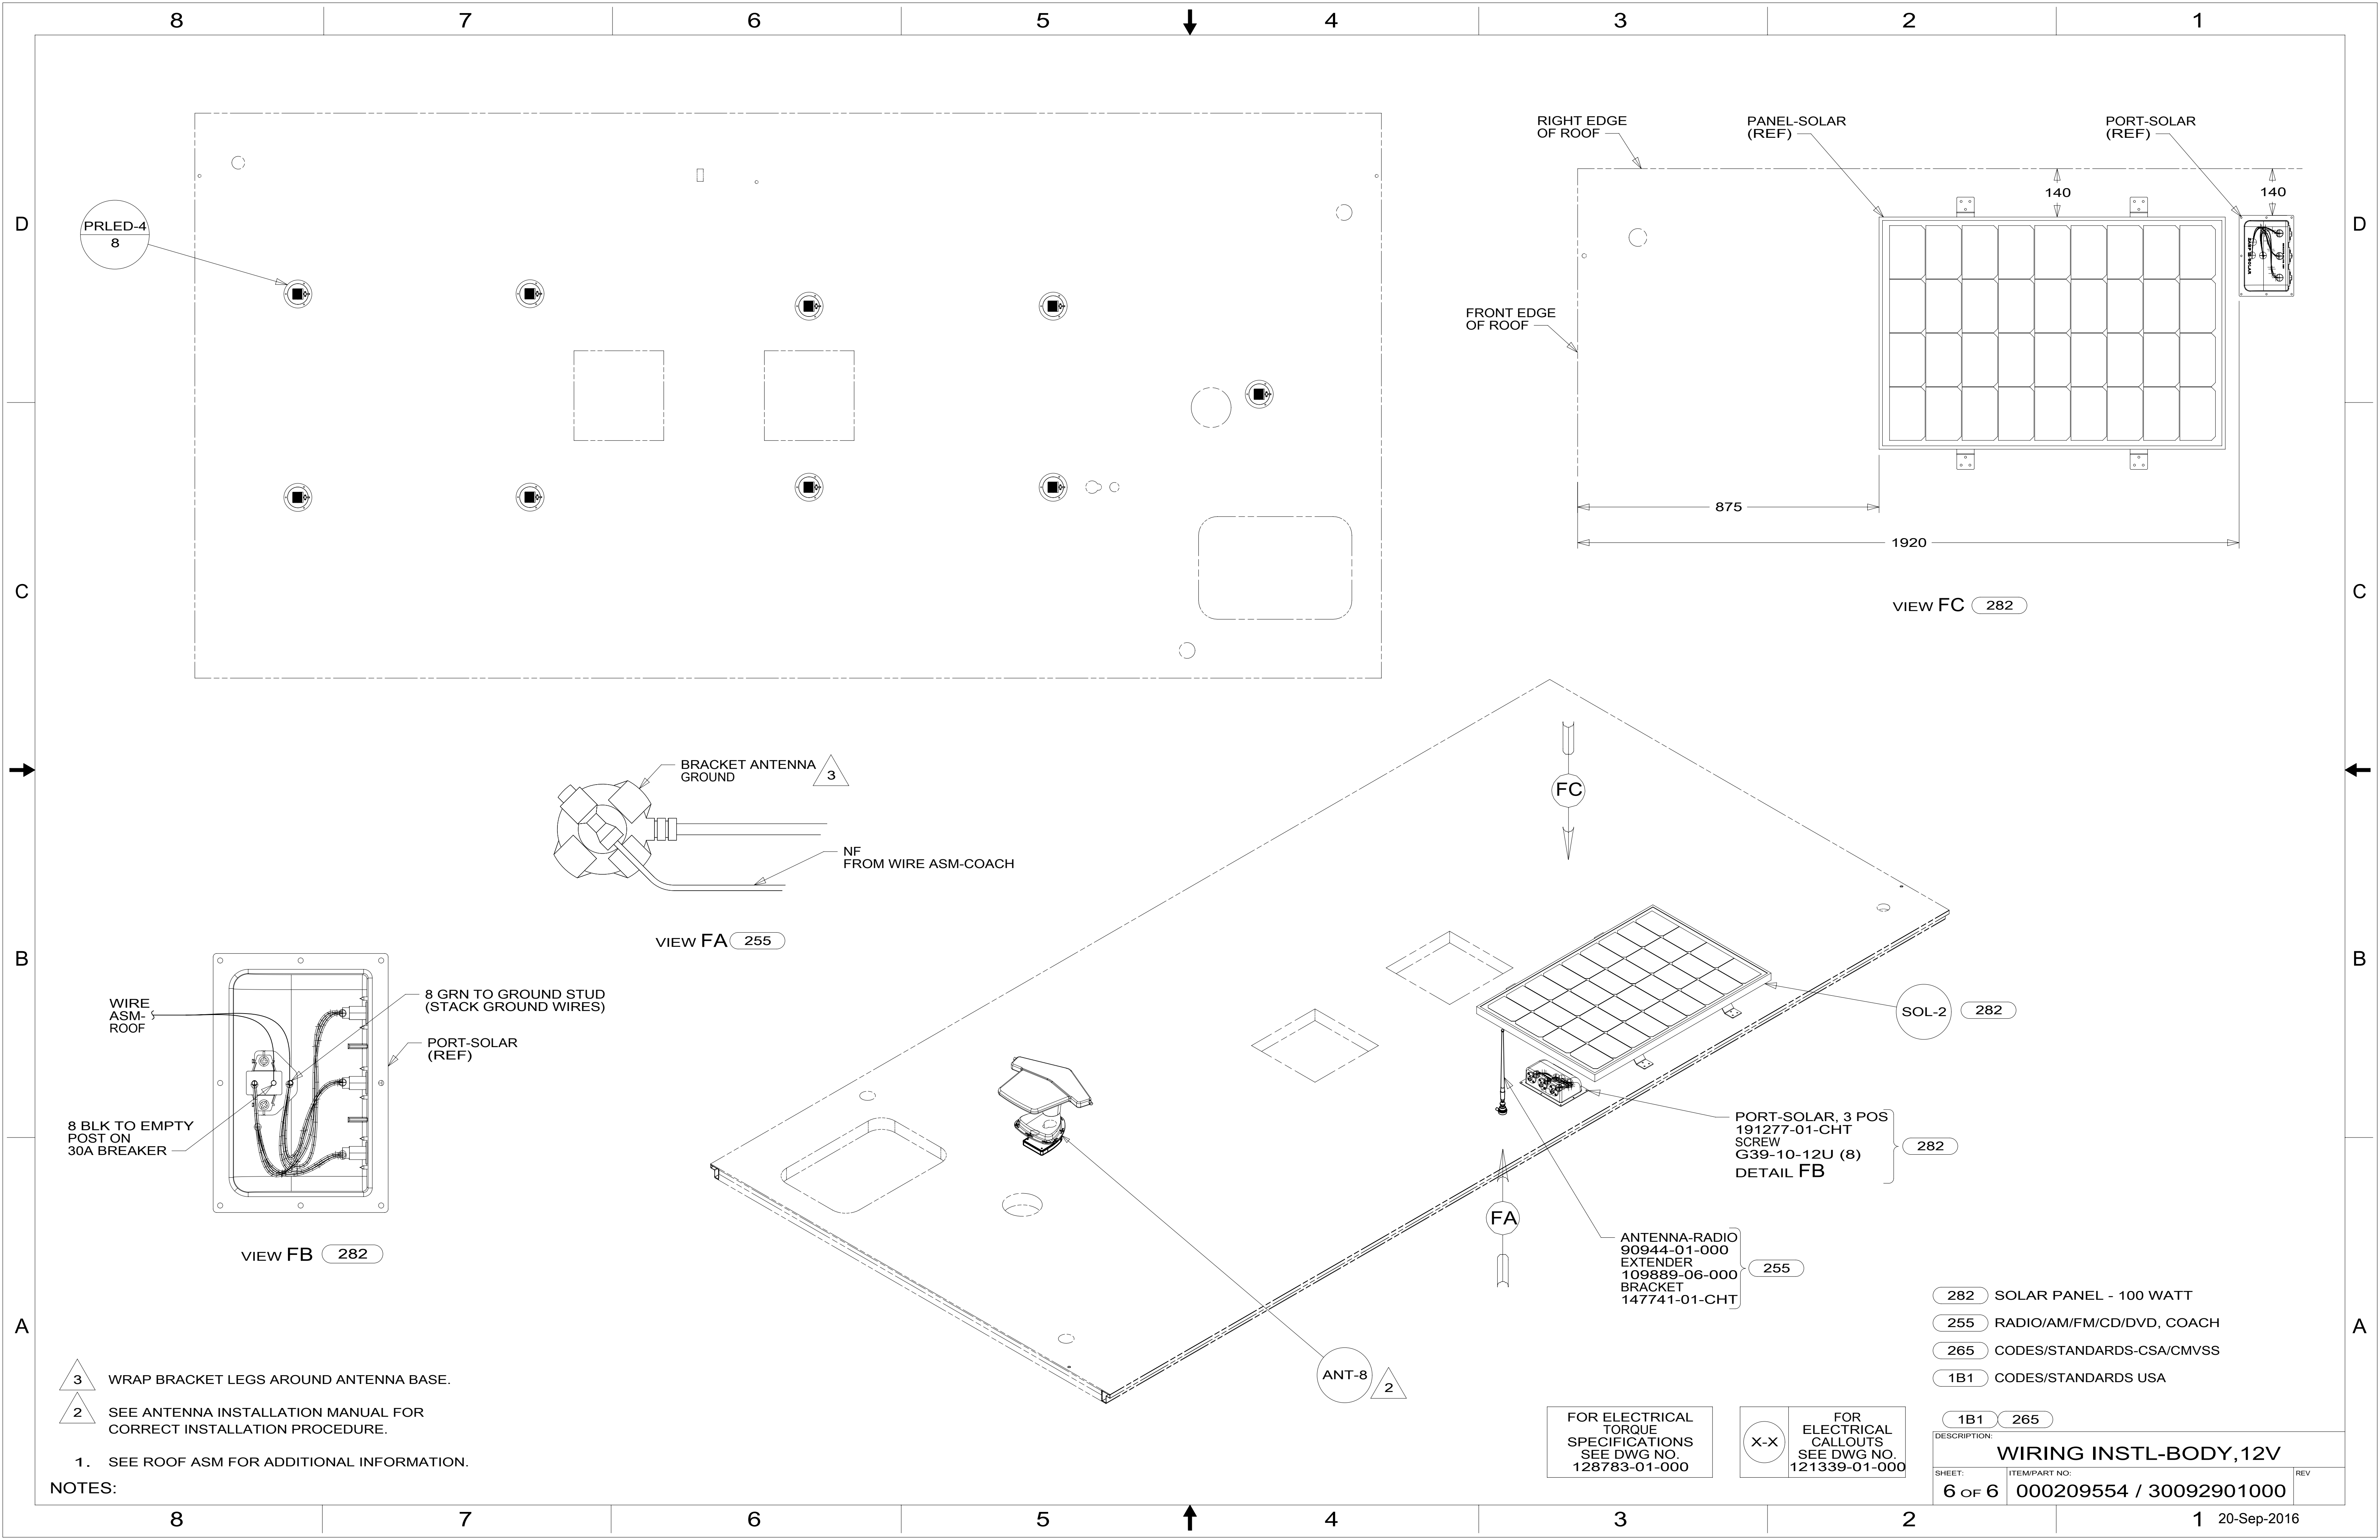 8 7 6 5 4 3 2 1
D
D
C
C
B
B
A
A
PRLED-4
8
RIGHT EDGE
OF ROOF
PANEL-SOLAR
(REF)
PORT-SOLAR
(REF)
140
140
FRONT EDGE
OF ROOF
875
1920
VIEW FC 282
BRACKET ANTENNA
GROUND
3
NF
FROM WIRE ASM-COACH
VIEW FA 255
FC
WIRE
ASM-
ROOF
8 GRN TO GROUND STUD
(STACK GROUND WIRES)
PORT-SOLAR
(REF)
8 BLK TO EMPTY
POST ON
30A BREAKER
VIEW FB 282
SOL-2 282
PORT-SOLAR, 3 POS
191277-01-CHT
SCREW
G39-10-12U (8)
DETAIL FB
282
FA
ANTENNA-RADIO
90944-01-000
EXTENDER
109889-06-000
BRACKET
147741-01-CHT
255
ANT-8
2
282 SOLAR PANEL - 100 WATT
255 RADIO/AM/FM/CD/DVD, COACH
265 CODES/STANDARDS-CSA/CMVSS
1B1 CODES/STANDARDS USA
1B1 265
3 WRAP BRACKET LEGS AROUND ANTENNA BASE.
2 SEE ANTENNA INSTALLATION MANUAL FOR
CORRECT INSTALLATION PROCEDURE.
1. SEE ROOF ASM FOR ADDITIONAL INFORMATION.
NOTES:
FOR ELECTRICAL
TORQUE
SPECIFICATIONS
SEE DWG NO.
128783-01-000
X-X
FOR
ELECTRICAL
CALLOUTS
SEE DWG NO.
121339-01-000
DESCRIPTION:
WIRING INSTL-BODY,12V
SHEET:
6 OF 6
ITEM/PART NO:
000209554 / 30092901000
REV
8 7 6 5 4 3 2 1
20-Sep-2016